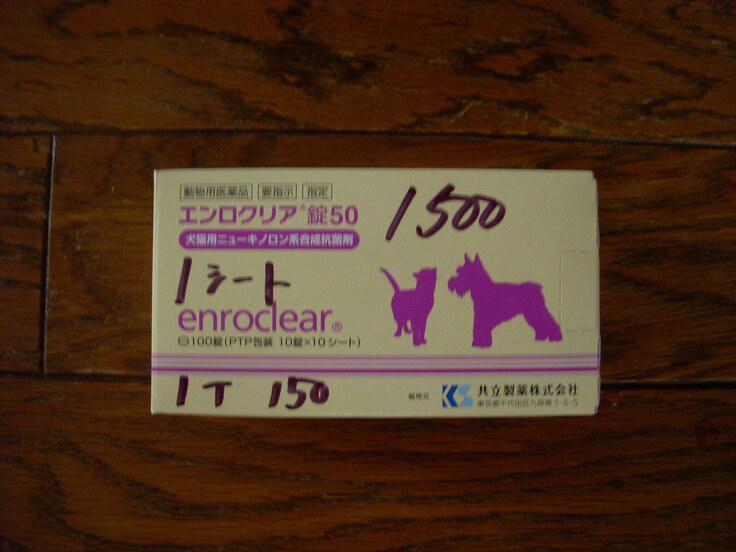 動物用医薬品 要指示 指定
エンロクリア®錠50
1500
犬猫用ニューキノロン系合成抗菌剤
1シート
enroclear®
100錠(PTP包装 10錠×10シート)
1T 150
販売元 KS 共立製薬株式会社
東京都千代田区九段南1-6-5